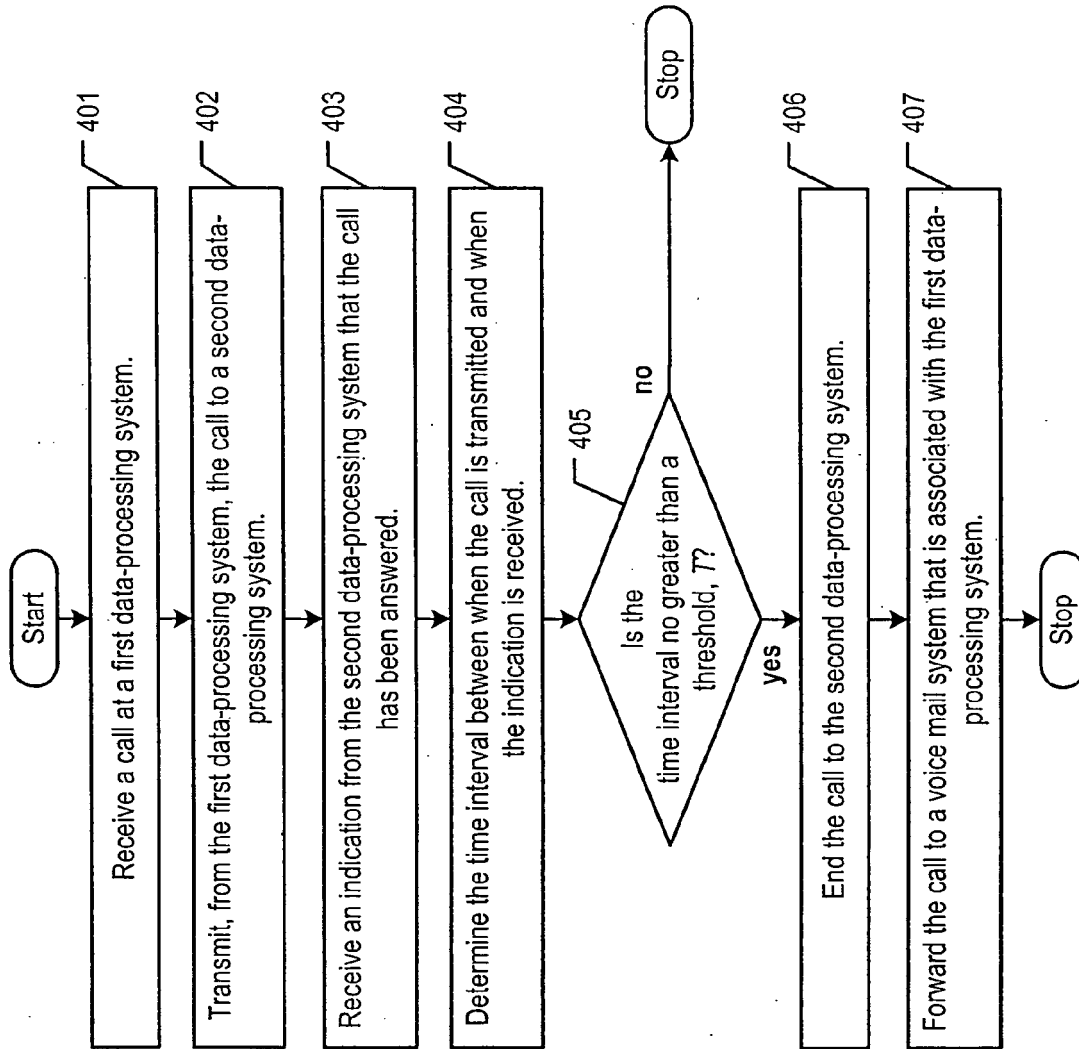 Start
401
Receive a call at a first data-processing system.
402
Transmit, from the first data-processing system, the call to a second data-
processing system.
403
Receive an indication from the second data-processing system that the call
has been answered.
404
Determine the time interval between when the call is transmitted and when
the indication is received.
405
Is the
time interval no greater than a
threshold, T?
no
Stop
yes
406
End the call to the second data-processing system.
407
Forward the call to a voice mail system that is associated with the first data-
processing system.
Stop